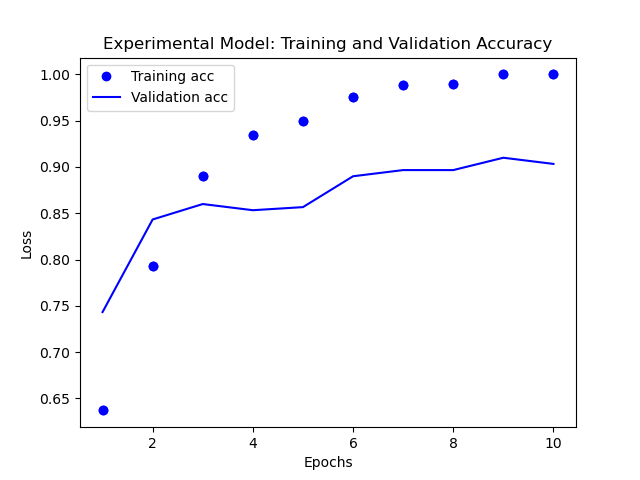 Experimental Model: Training and Validation Accuracy
Training acc
Validation acc
1.00
0.95
0.90
0.85
0.80
0.75
0.70
0.65
Loss
2 4 6 8 10
Epochs